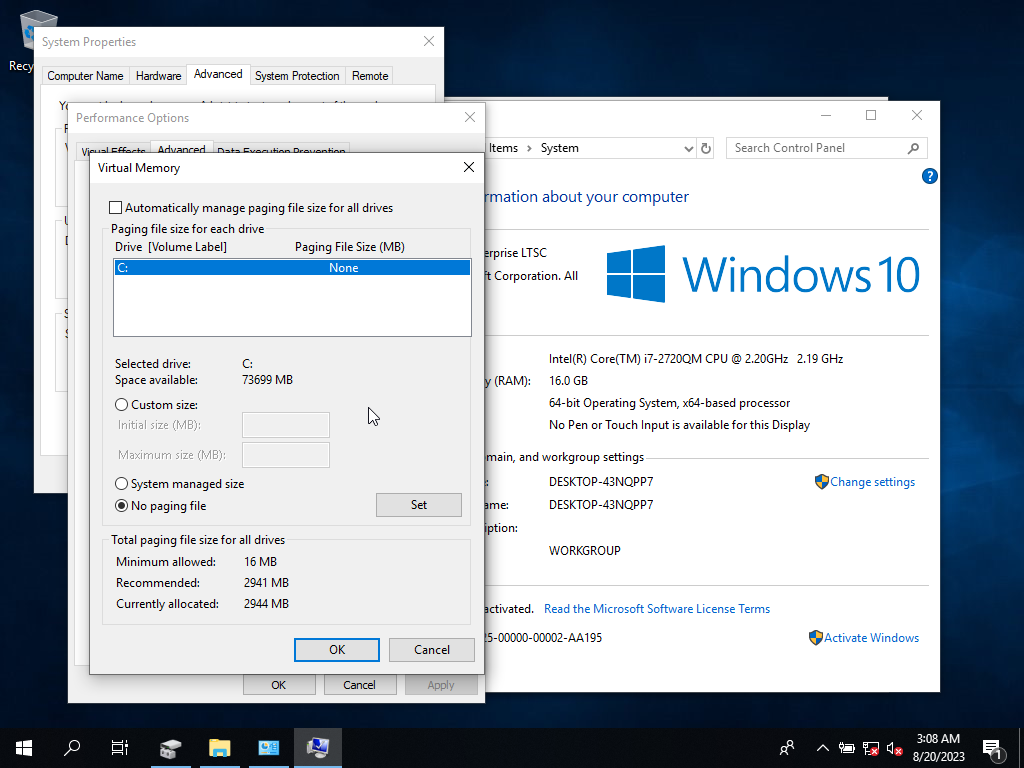 Recy
System Properties
Computer Name
Hardware
Advanced
System Protection
Remote
Performance Options
Visual Effects
Advanced
Data Execution Prevention
Virtual Memory
Automatically manage paging file size for all drives
Paging file size for each drive
Drive [Volume Label]
Paging File Size (MB)
C:
None
Selected drive:
C:
Space available:
73699 MB
Custom size:
Initial size (MB):
Maximum size (MB):
System managed size
No paging file
Set
Total paging file size for all drives
Minimum allowed:
16 MB
Recommended:
2941 MB
Currently allocated:
2944 MB
OK
Cancel
OK
Cancel
Apply
Items
System
Search Control Panel
rmation about your computer
erprise LTSC
ft Corporation. All
Windows 10
Intel(R) Core(TM) i7-2720QM CPU @ 2.20GHz 2.19 GHz
y (RAM):
16.0 GB
64-bit Operating System, x64-based processor
No Pen or Touch Input is available for this Display
main, and workgroup settings
DESKTOP-43NQPP7
Change settings
ame:
DESKTOP-43NQPP7
iption:
WORKGROUP
activated.
Read the Microsoft Software License Terms
25-00000-00002-AA195
Activate Windows
3:08 AM
8/20/2023
1